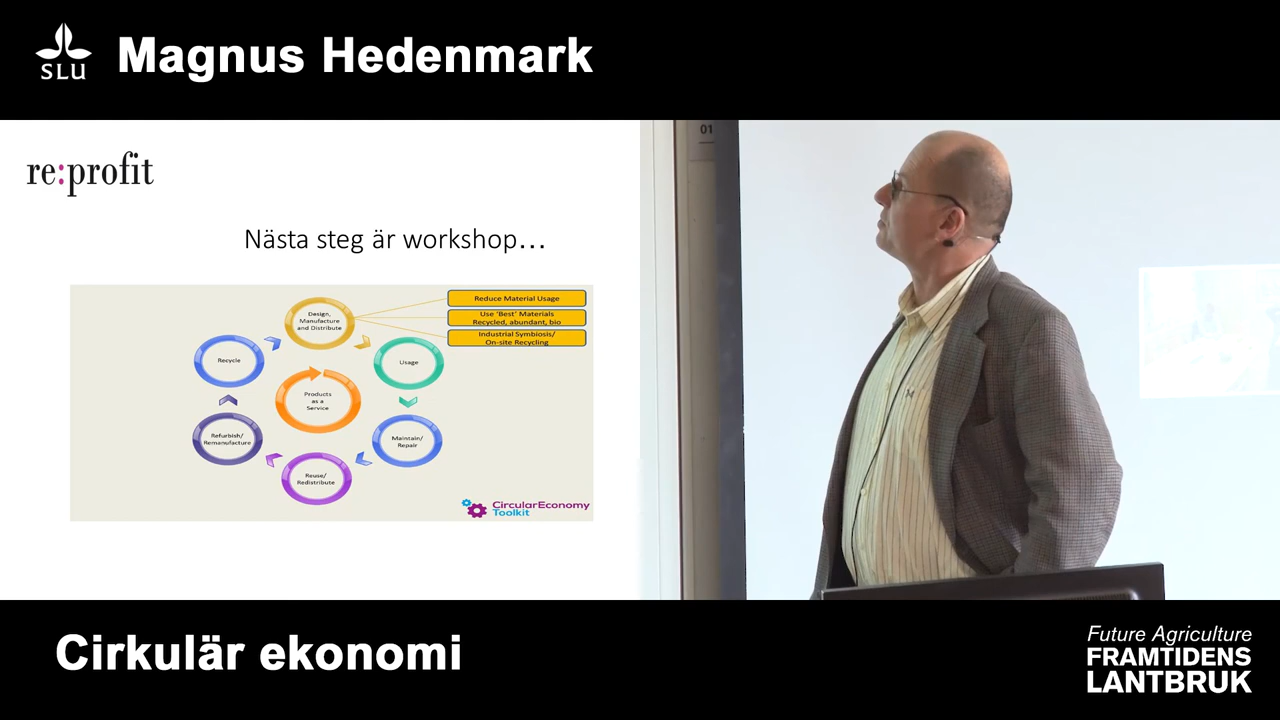 SLU
Magnus Hedenmark
re:profit
Nästa steg är workshop...
Design,
Manufacture
and Distribute
Reduce Material Usage
Use 'Best' Materials
Recycled, abundant, bio
Industrial Symbiosis/
On-site Recycling
Recycle
Usage
Products
as a
Service
Refurbish/
Remanufacture
Maintain/
Repair
Reuse/
Redistribute
CircularEconomy
Toolkit
01
Cirkulär ekonomi
Future Agriculture
FRAMTIDENS
LANTBRUK